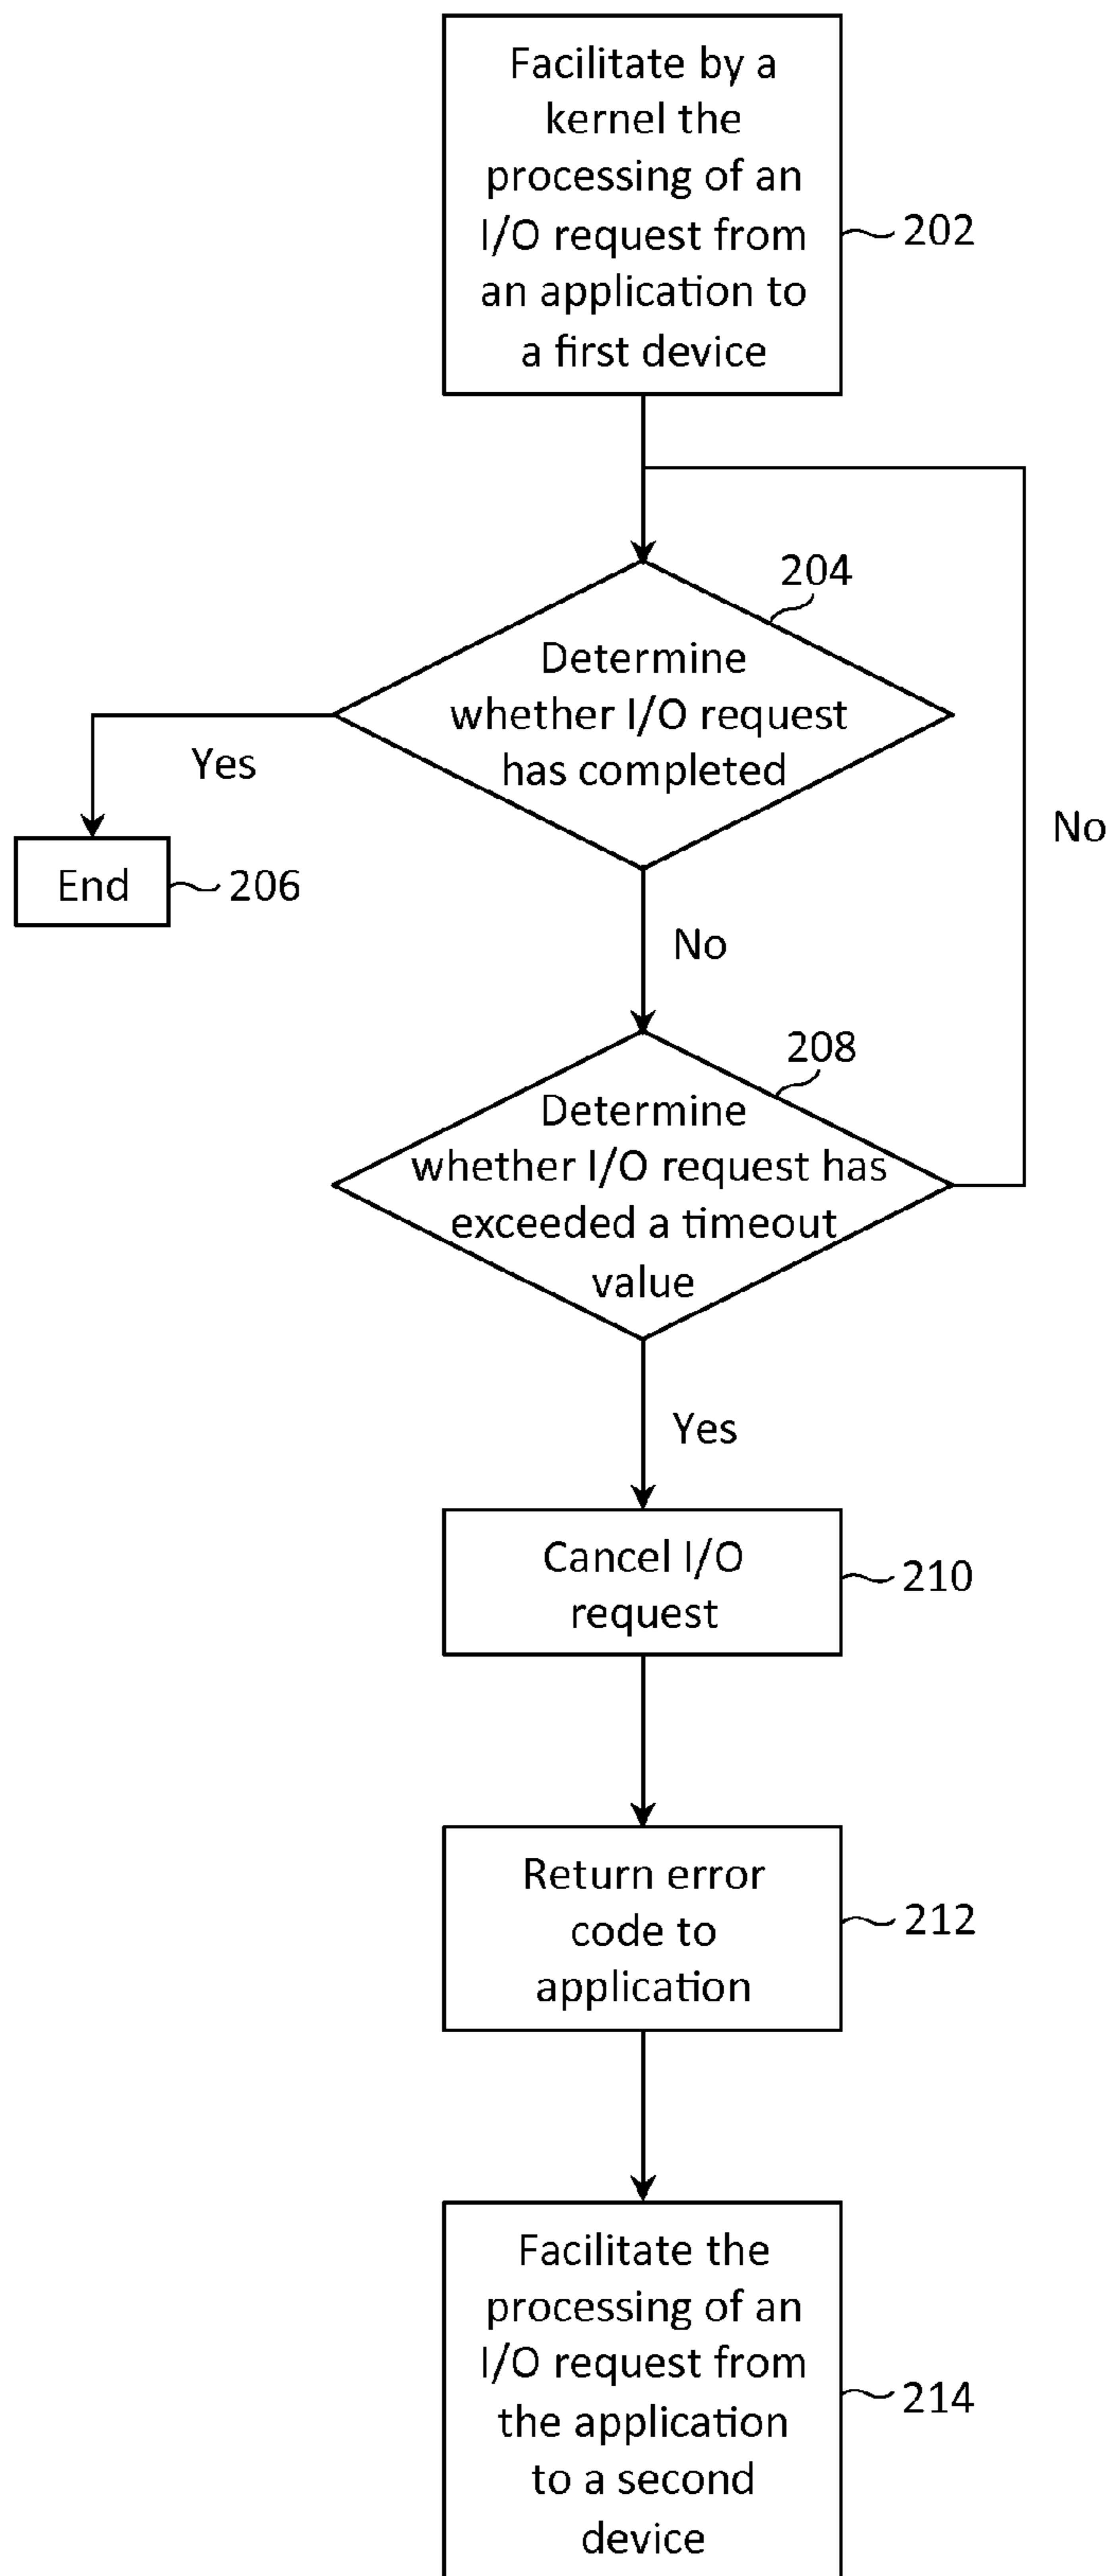 Facilitate by a
kernel the
processing of an
I/O request from
an application to
a first device
202
204
Determine
whether I/O request
has completed
Yes
No
End
206
No
208
Determine
whether I/O request has
exceeded a timeout
value
Yes
Cancel I/O
request
210
Return error
code to
application
212
Facilitate the
processing of an
I/O request from
the application
to a second
device
214